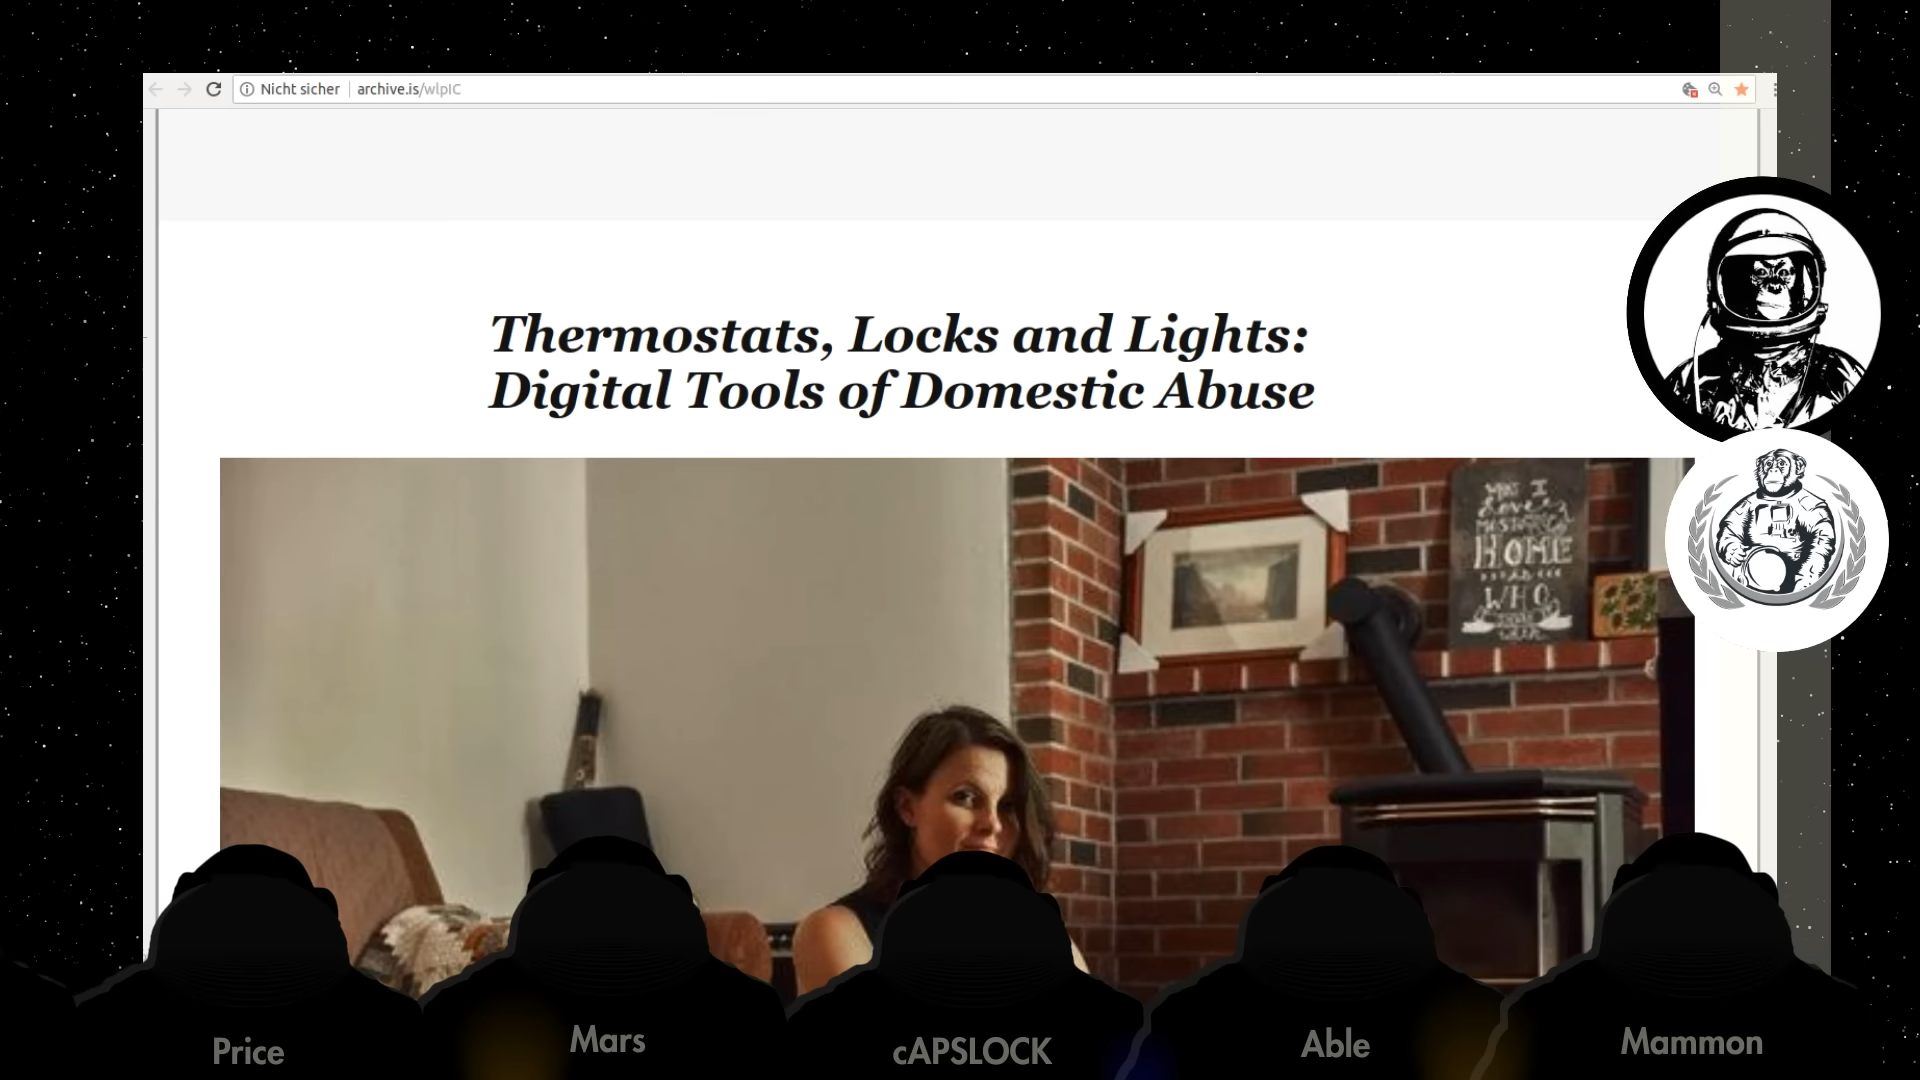 Nicht sicher archive.is/wlpIC
Thermostats, Locks and Lights:
Digital Tools of Domestic Abuse
HOME
WHO
Price
Mars
cAPSLOCK
Able
Mammon